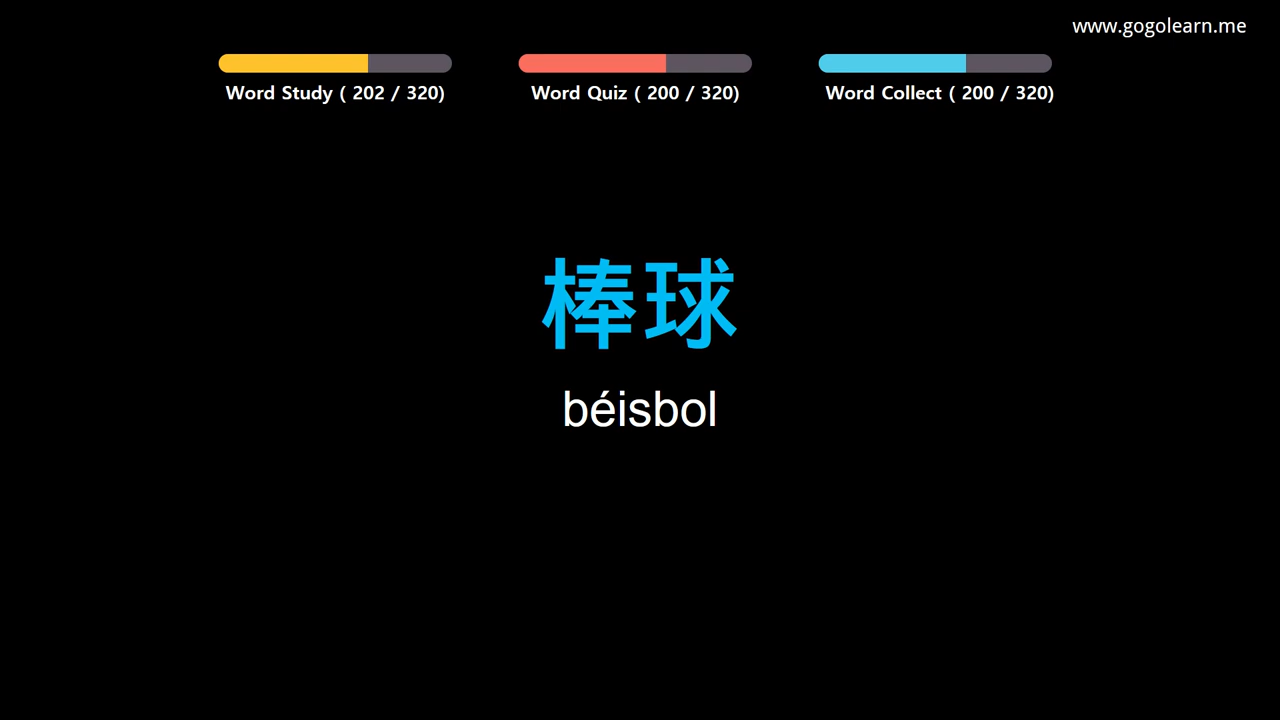 www.gogolearn.me
Word Study ( 202 / 320)
Word Quiz ( 200 / 320)
Word Collect ( 200 / 320)
棒球
béisbol